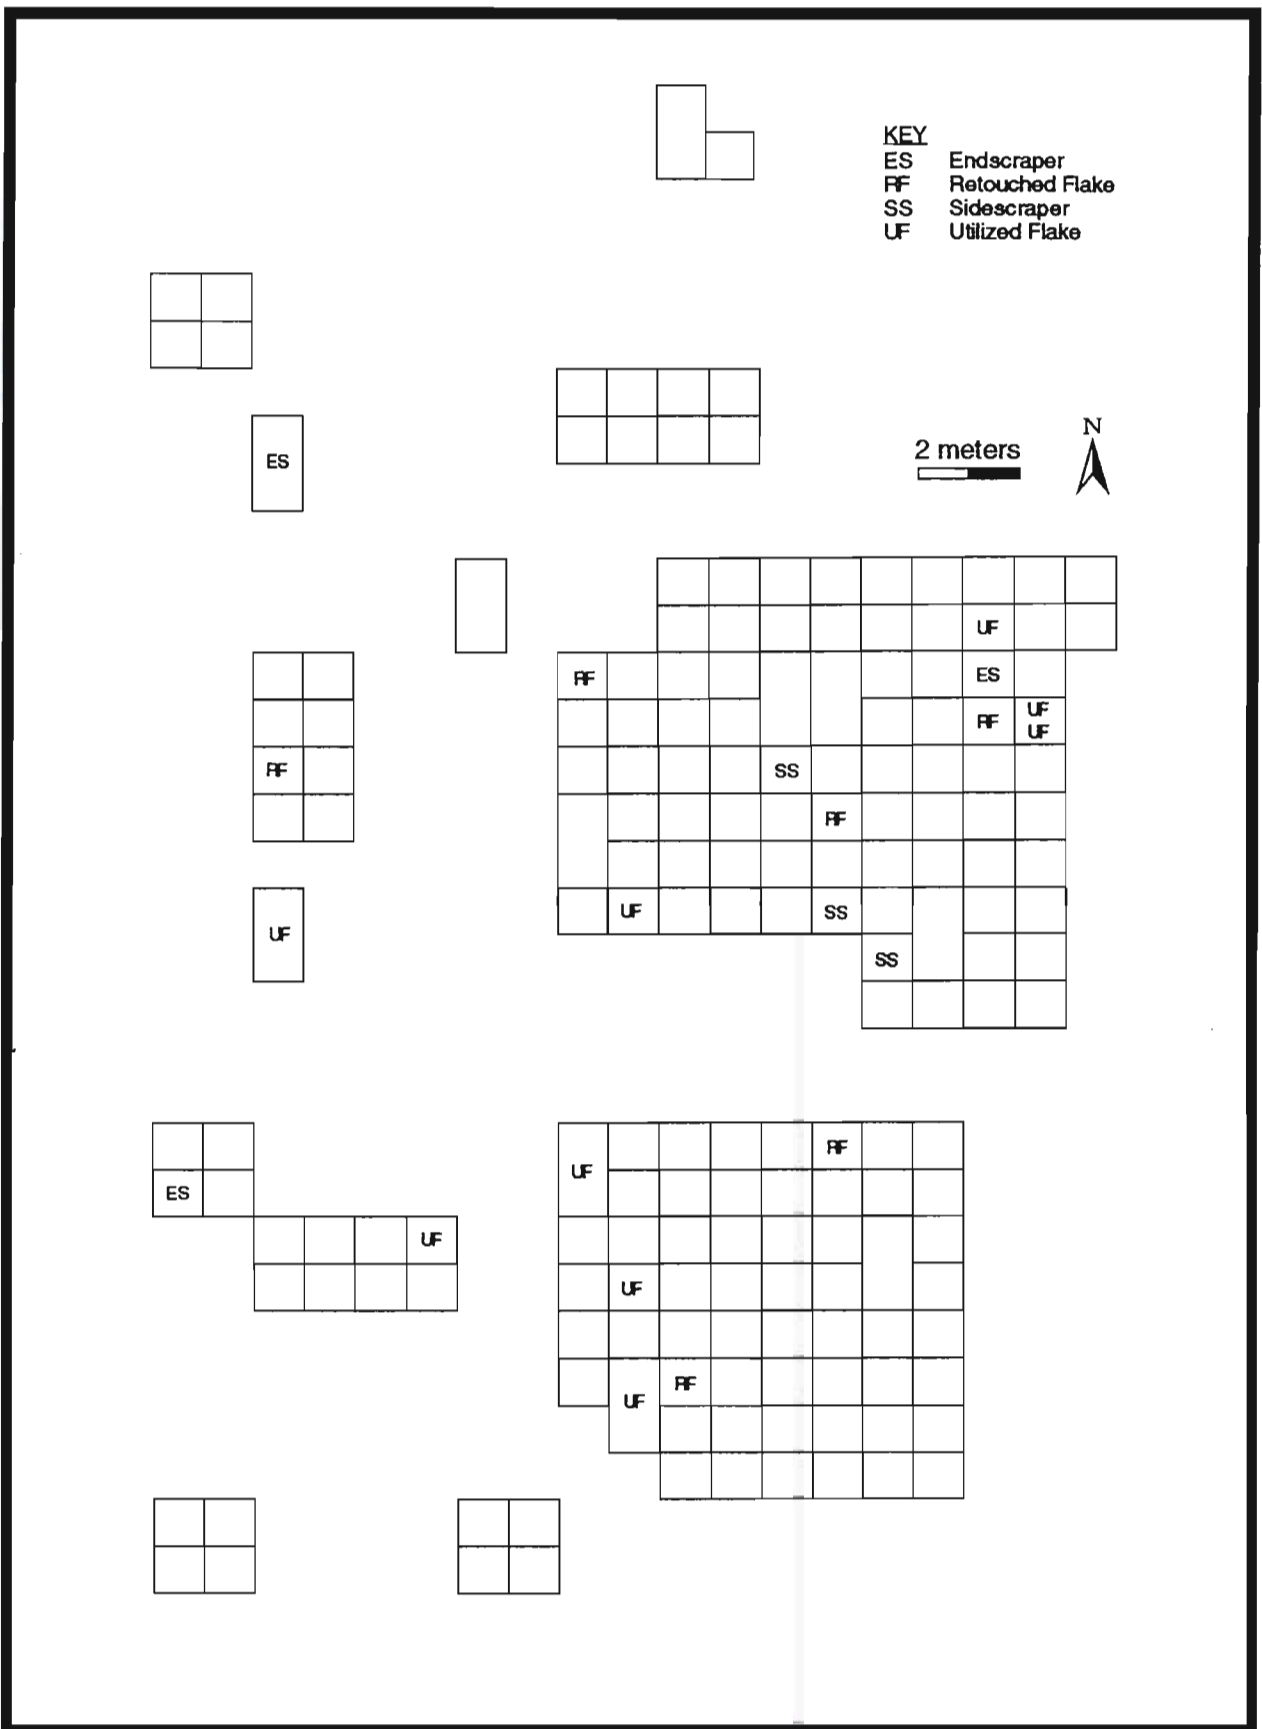 KEY
ES Endscraper
RF Retouched Flake
SS Sidescraper
UF Utilized Flake
N
2 meters
ES
UF
RF
ES
UF
RF
UF
RF
SS
RF
UF
SS
UF
SS
RF
UF
ES
UF
UF
RF
UF